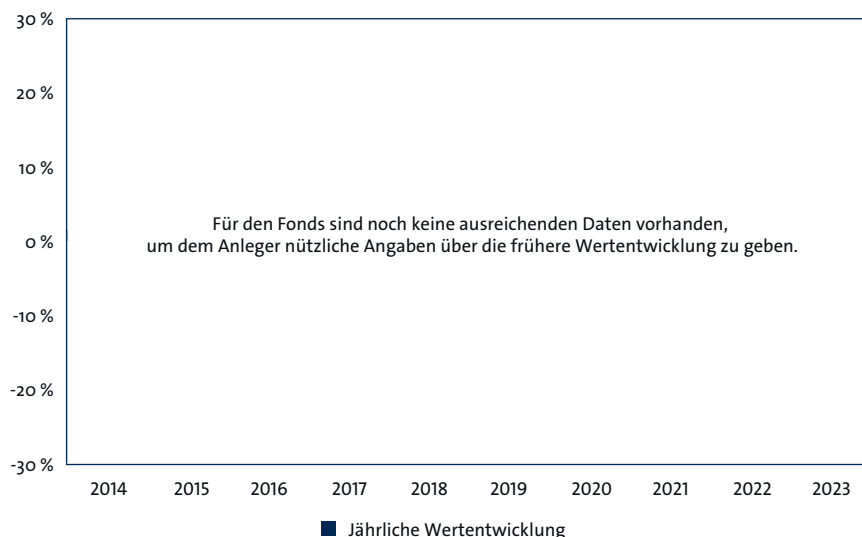 30 %
20 %
10 %
0 %
-10 %
-20 %
-30 %
Für den Fonds sind noch keine ausreichenden Daten vorhanden,
um dem Anleger nützliche Angaben über die frühere Wertentwicklung zu geben.
2014 2015 2016 2017 2018 2019 2020 2021 2022 2023
Jährliche Wertentwicklung